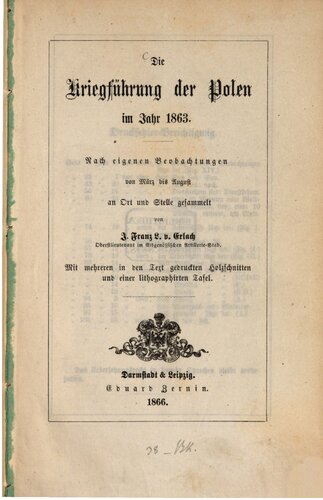 Die
Kriegführung der Polen
im Jahr 1863.
Nach eigenen Beobachtungen
von März bis August
an Ort und Stelle gesammelt
von
J. Franz L. v. Erlach
Oberstlieutenant im Eidgenößischen Artillerie-Stab.
Mit mehreren in den Text gedruckten Holzschnitten
und einer lithographirten Tafel.
Darmstadt & Leipzig.
Eduard Zernin.
1866.